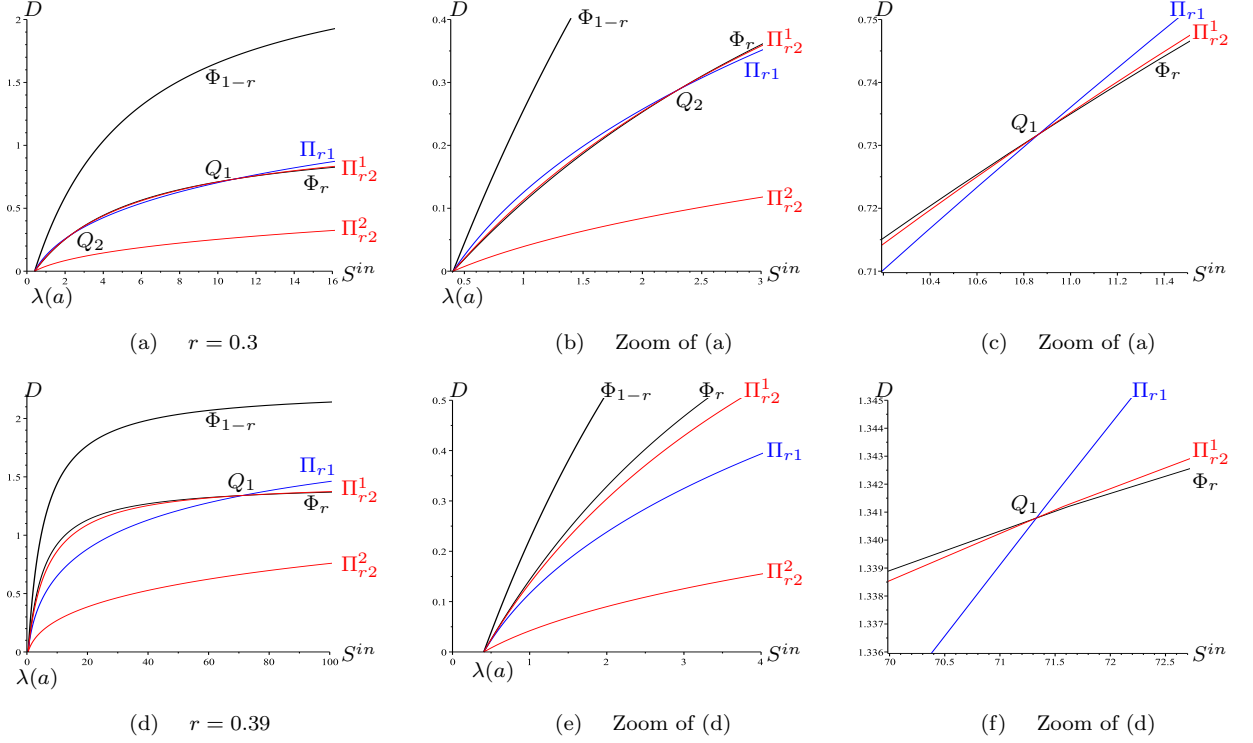 D
2
1.5
1
0.5
0
0 2 4 6 8 10 12 14 16
Φ₁₋ᵣ
Q₁
Q₂
Πᵣ₁
Π¹ᵣ₂
Φᵣ
Π²ᵣ₂
Sⁱⁿ
λ(a)
(a) r = 0.3
D
0.4
0.3
0.2
0.1
0
0.5 1 1.5 2 2.5 3
Φ₁₋ᵣ
Φᵣ
Π¹ᵣ₂
Πᵣ₁
Q₂
Π²ᵣ₂
Sⁱⁿ
λ(a)
(b) Zoom of (a)
D
0.75
0.74
0.73
0.72
0.71
10.4 10.6 10.8 11.0 11.2 11.4
Πᵣ₁
Π¹ᵣ₂
Φᵣ
Q₁
Sⁱⁿ
(c) Zoom of (a)
D
2
1.5
1
0.5
0
0 20 40 60 80 100
Φ₁₋ᵣ
Πᵣ₁
Q₁
Π¹ᵣ₂
Φᵣ
Π²ᵣ₂
Sⁱⁿ
λ(a)
(d) r = 0.39
D
0.5
0.4
0.3
0.2
0.1
0
0 1 2 3 4
Φ₁₋ᵣ
Φᵣ
Π¹ᵣ₂
Πᵣ₁
Π²ᵣ₂
Sⁱⁿ
λ(a)
(e) Zoom of (d)
D
1.345
1.344
1.343
1.342
1.341
1.340
1.339
1.338
1.337
1.336
70 70.5 71 71.5 72 72.5
Πᵣ₁
Π¹ᵣ₂
Φᵣ
Q₁
Sⁱⁿ
(f) Zoom of (d)